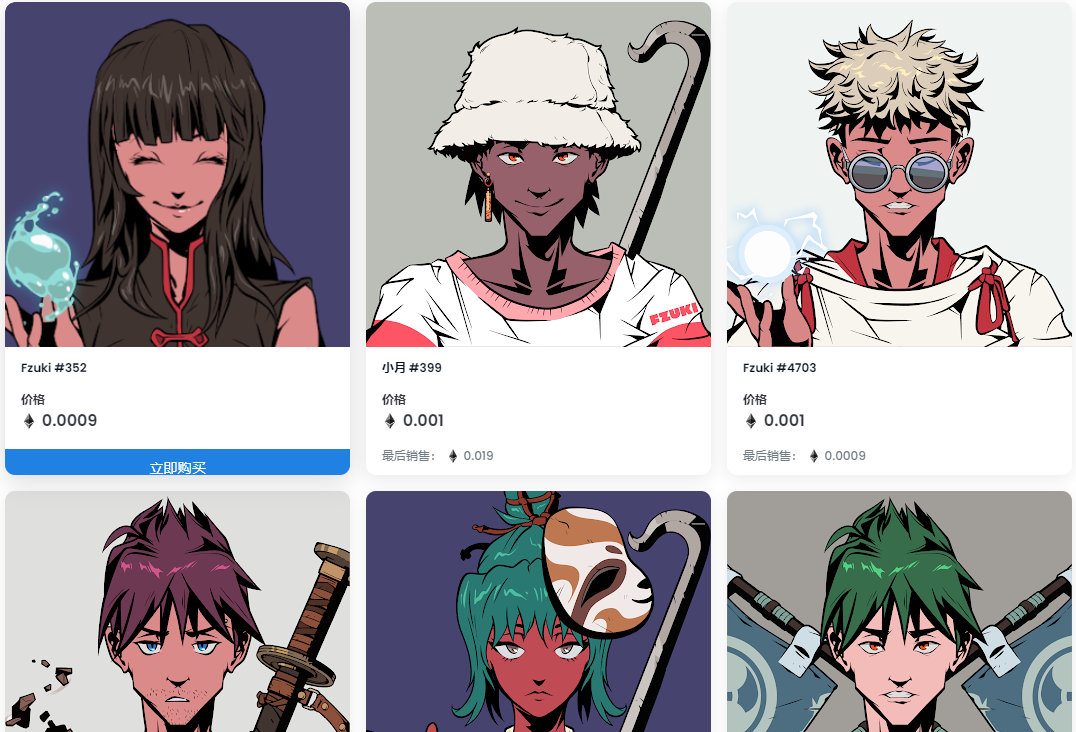 FZUKI
Fzuki #352
小月 #399
Fzuki #4703
价格
价格
价格
0.0009
0.001
0.001
立即购买
最后销售： 0.019
最后销售： 0.0009